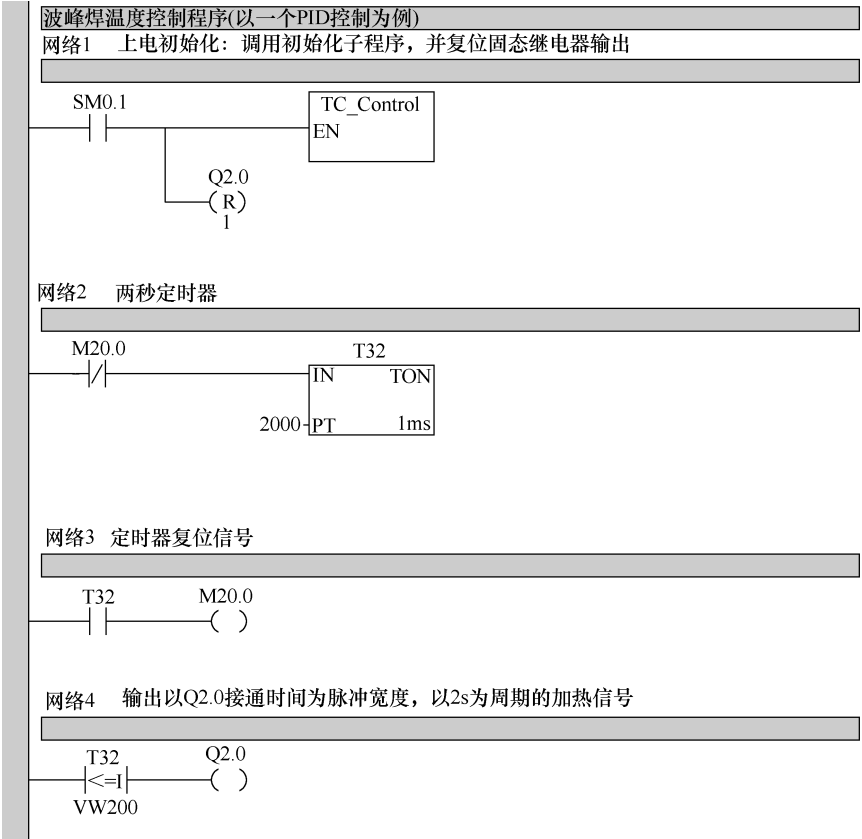 波峰焊温度控制程序(以一个PID控制为例)
网络1 上电初始化：调用初始化子程序，并复位固态继电器输出
SM0.1
TC_Control
EN
Q2.0
R
1
网络2 两秒定时器
M20.0
T32
IN TON
2000 PT 1ms
网络3 定时器复位信号
T32 M20.0
网络4 输出以Q2.0接通时间为脉冲宽度，以2s为周期的加热信号
T32 Q2.0
<=I
VW200